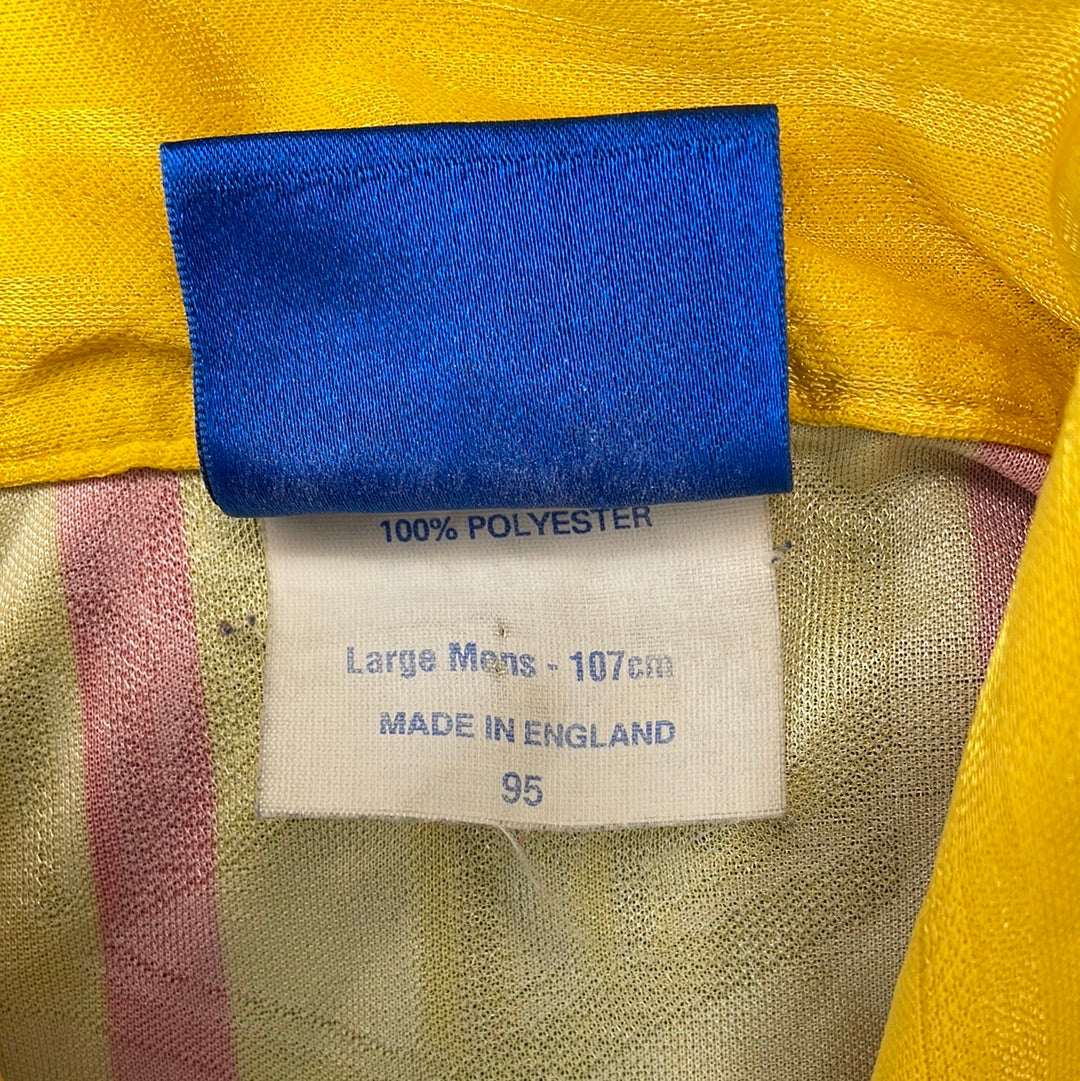 100% POLYESTER
Large Mens - 107cm
MADE IN ENGLAND
95